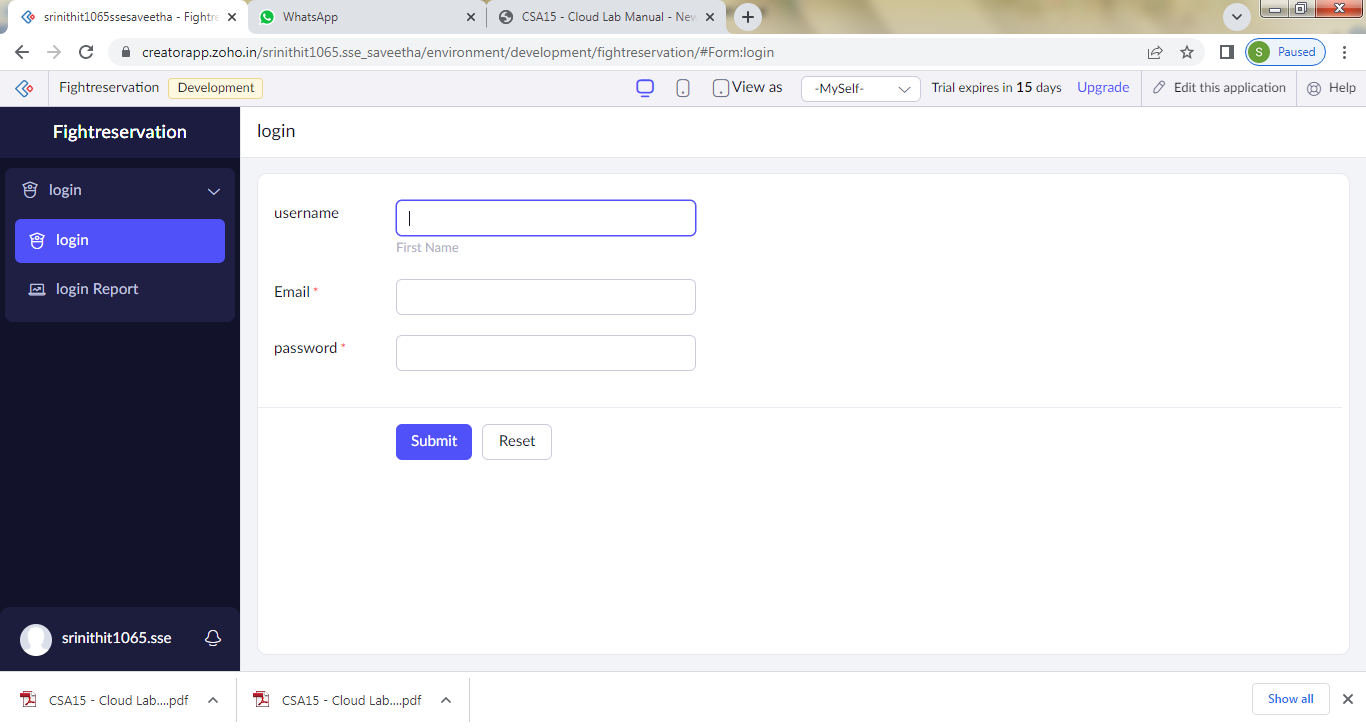 srinithit1065ssesaveetha - Fightre
WhatsApp
CSA15 - Cloud Lab Manual - New
creatorapp.zoho.in/srinithit1065.sse_saveetha/environment/development/fightreservation/#Form:login
S
Paused
Fightreservation
Development
View as
-MySelf-
Trial expires in 15 days
Upgrade
Edit this application
Help
Fightreservation
login
login
login
login Report
username
First Name
Email *
password *
Submit
Reset
srinithit1065.sse
CSA15 - Cloud Lab....pdf
CSA15 - Cloud Lab....pdf
Show all